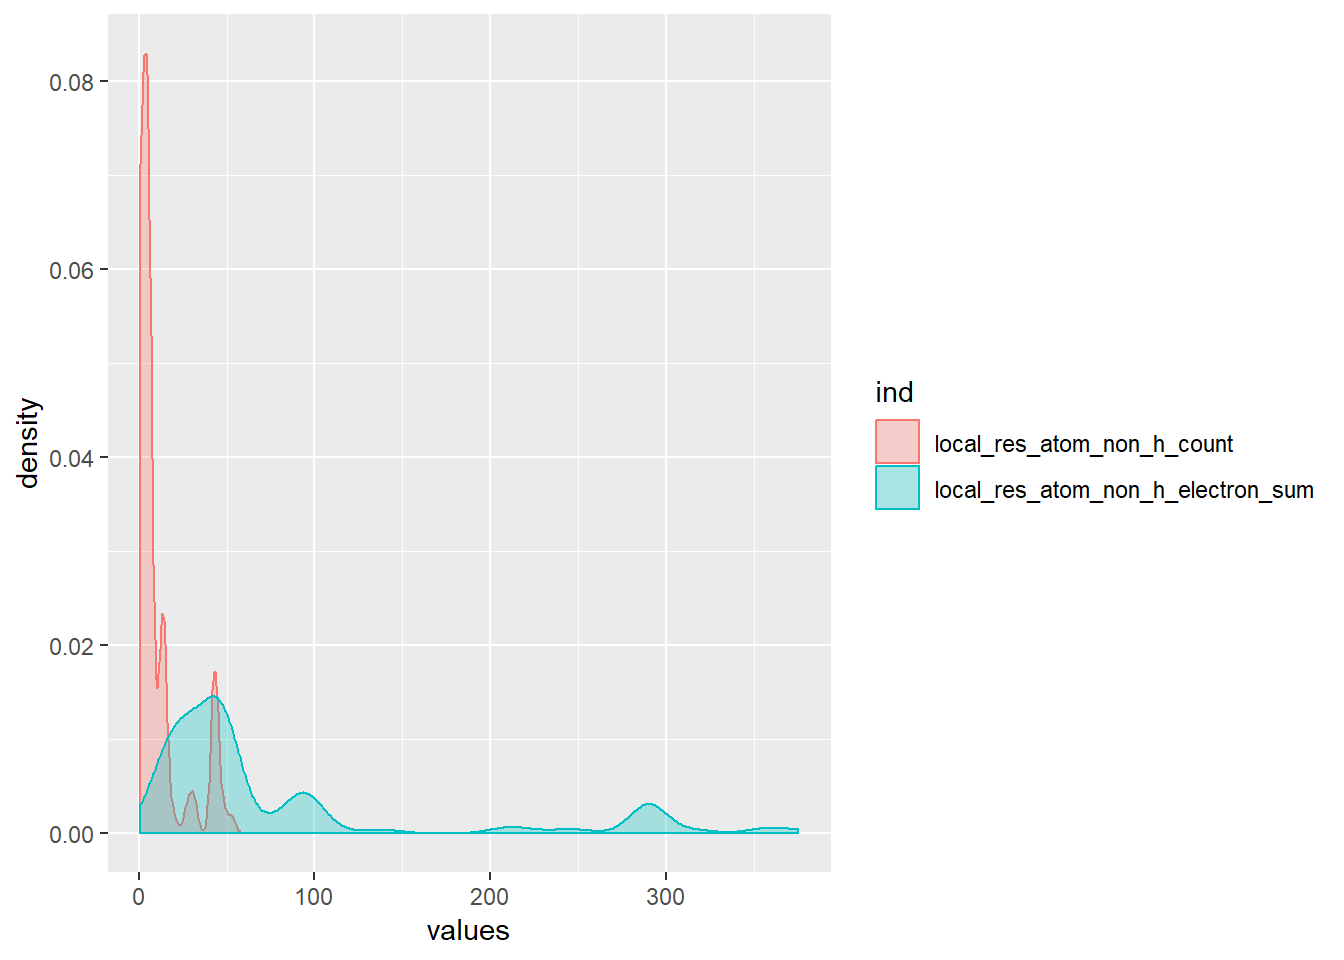 0.08
0.06
0.04
0.02
0.00
density
0
100
200
300
values
ind
local_res_atom_non_h_count
local_res_atom_non_h_electron_sum